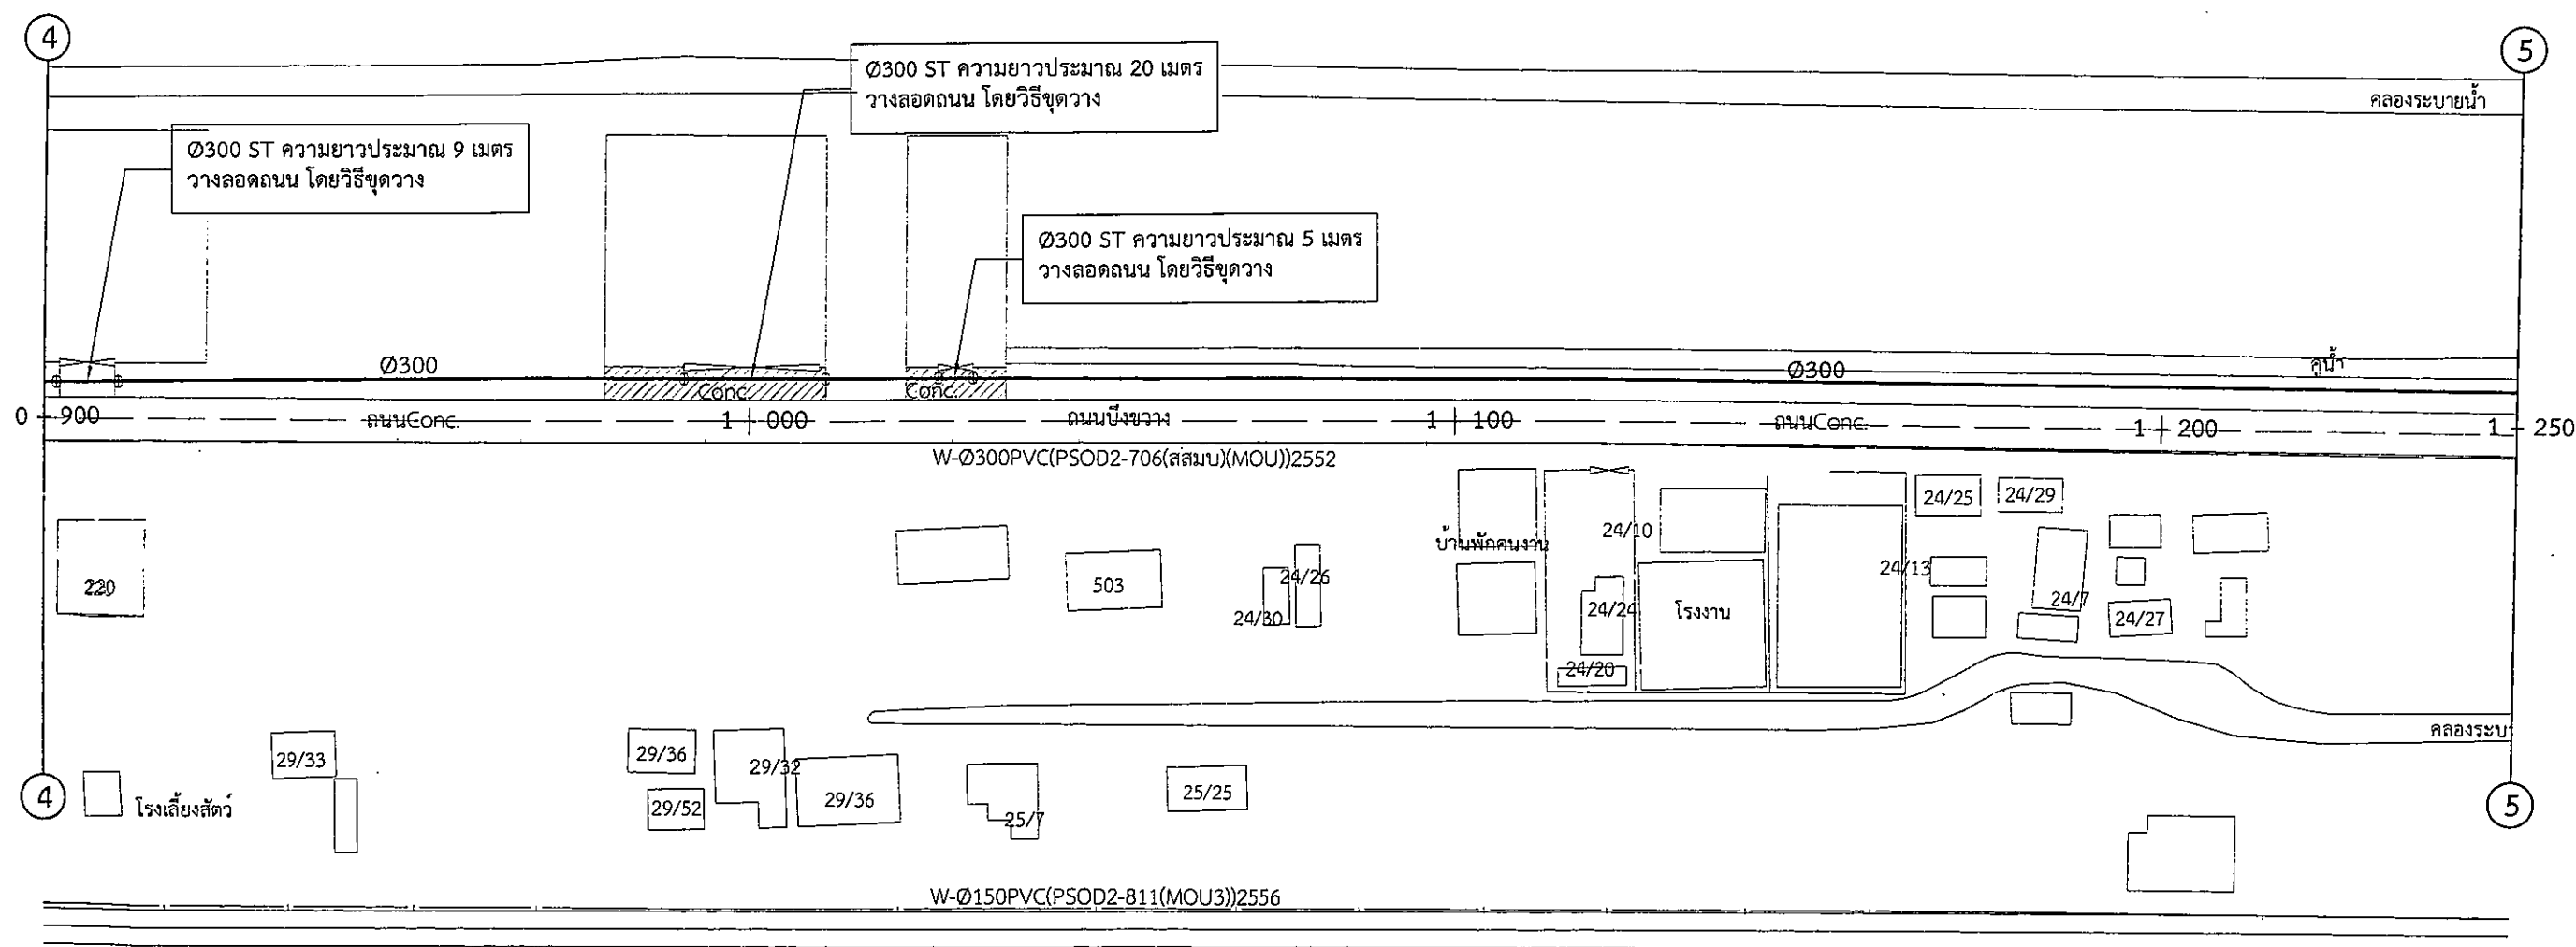 4
5
Ø300 ST ความยาวประมาณ 20 เมตร
วางลอดถนน โดยวิธีขุดวาง
คลองระบายน้ำ
Ø300 ST ความยาวประมาณ 9 เมตร
วางลอดถนน โดยวิธีขุดวาง
Ø300 ST ความยาวประมาณ 5 เมตร
วางลอดถนน โดยวิธีขุดวาง
Ø300
Ø300
คูน้ำ
Conc.
Conc.
0 900
ถนนConc.
1 000
ถนนบึงขวาง
1 100
ถนนConc.
1 200
1 250
W-Ø300PVC(PSOD2-706(สสมบ)(MOU))2552
24/25
24/29
24/10
บ้านพักคนงาน
24/13
220
503
24/26
24/30
24/24
โรงงาน
24/7
24/27
24/20
คลองระบ
29/33
29/36
29/32
29/36
29/52
25/7
25/25
4
โรงเลี้ยงสัตว์
5
W-Ø150PVC(PSOD2-811(MOU3))2556